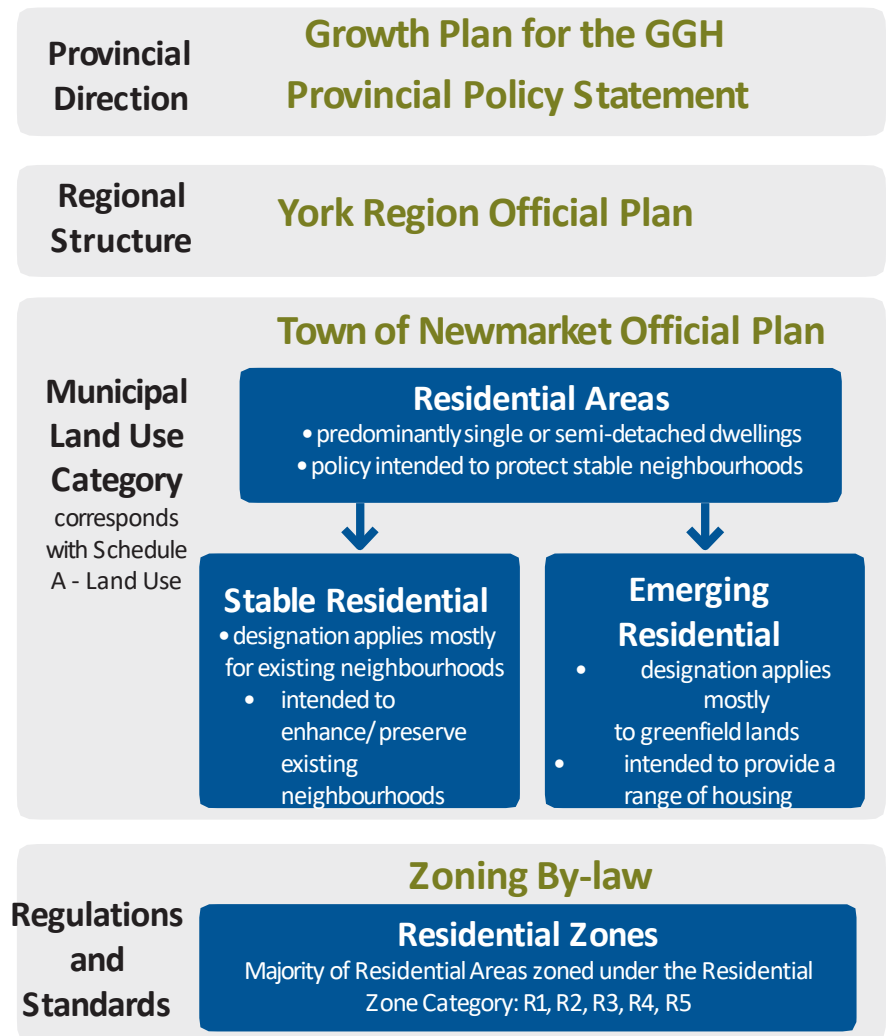 Provincial
Direction
Growth Plan for the GGH
Provincial Policy Statement
Regional
Structure
York Region Official Plan
Town of Newmarket Official Plan
Municipal
Land Use
Category
corresponds
with Schedule
A - Land Use
Residential Areas
• predominantly single or semi-detached dwellings
• policy intended to protect stable neighbourhoods
Stable Residential
• designation applies mostly
for existing neighbourhoods
• intended to
enhance/ preserve
existing
neighbourhoods
Emerging
Residential
• designation applies
mostly
to greenfield lands
• intended to provide a
range of housing
Regulations
and
Standards
Zoning By-law
Residential Zones
Majority of Residential Areas zoned under the Residential
Zone Category: R1, R2, R3, R4, R5